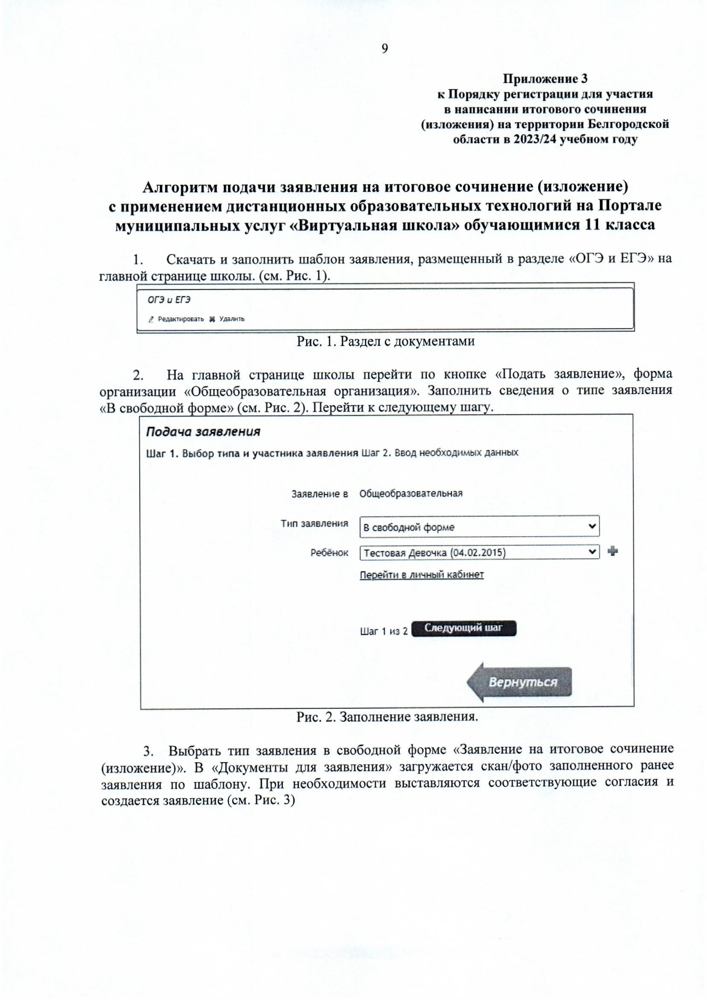 9
Приложение 3
к Порядку регистрации для участия
в написании итогового сочинения
(изложения) на территории Белгородской
области в 2023/24 учебном году
Алгоритм подачи заявления на итоговое сочинение (изложение)
с применением дистанционных образовательных технологий на Портале
муниципальных услуг «Виртуальная школа» обучающимися 11 класса
1. Скачать и заполнить шаблон заявления, размещенный в разделе «ОГЭ и ЕГЭ» на
главной странице школы. (см. Рис. 1).
ОГЭ и ЕГЭ
Редактировать Удалить
Рис. 1. Раздел с документами
2. На главной странице школы перейти по кнопке «Подать заявление», форма
организации «Общеобразовательная организация». Заполнить сведения о типе заявления
«В свободной форме» (см. Рис. 2). Перейти к следующему шагу.
Подача заявления
Шаг 1. Выбор типа и участника заявления Шаг 2. Ввод необходимых данных
Заявление в Общеобразовательная
Тип заявления В свободной форме
Ребёнок Тестовая Девочка (04.02.2015)
Перейти в личный кабинет
Шаг 1 из 2 Следующий шаг
Вернуться
Рис. 2. Заполнение заявления.
3. Выбрать тип заявления в свободной форме «Заявление на итоговое сочинение
(изложение)». В «Документы для заявления» загружается скан/фото заполненного ранее
заявления по шаблону. При необходимости выставляются соответствующие согласия и
создается заявление (см. Рис. 3)